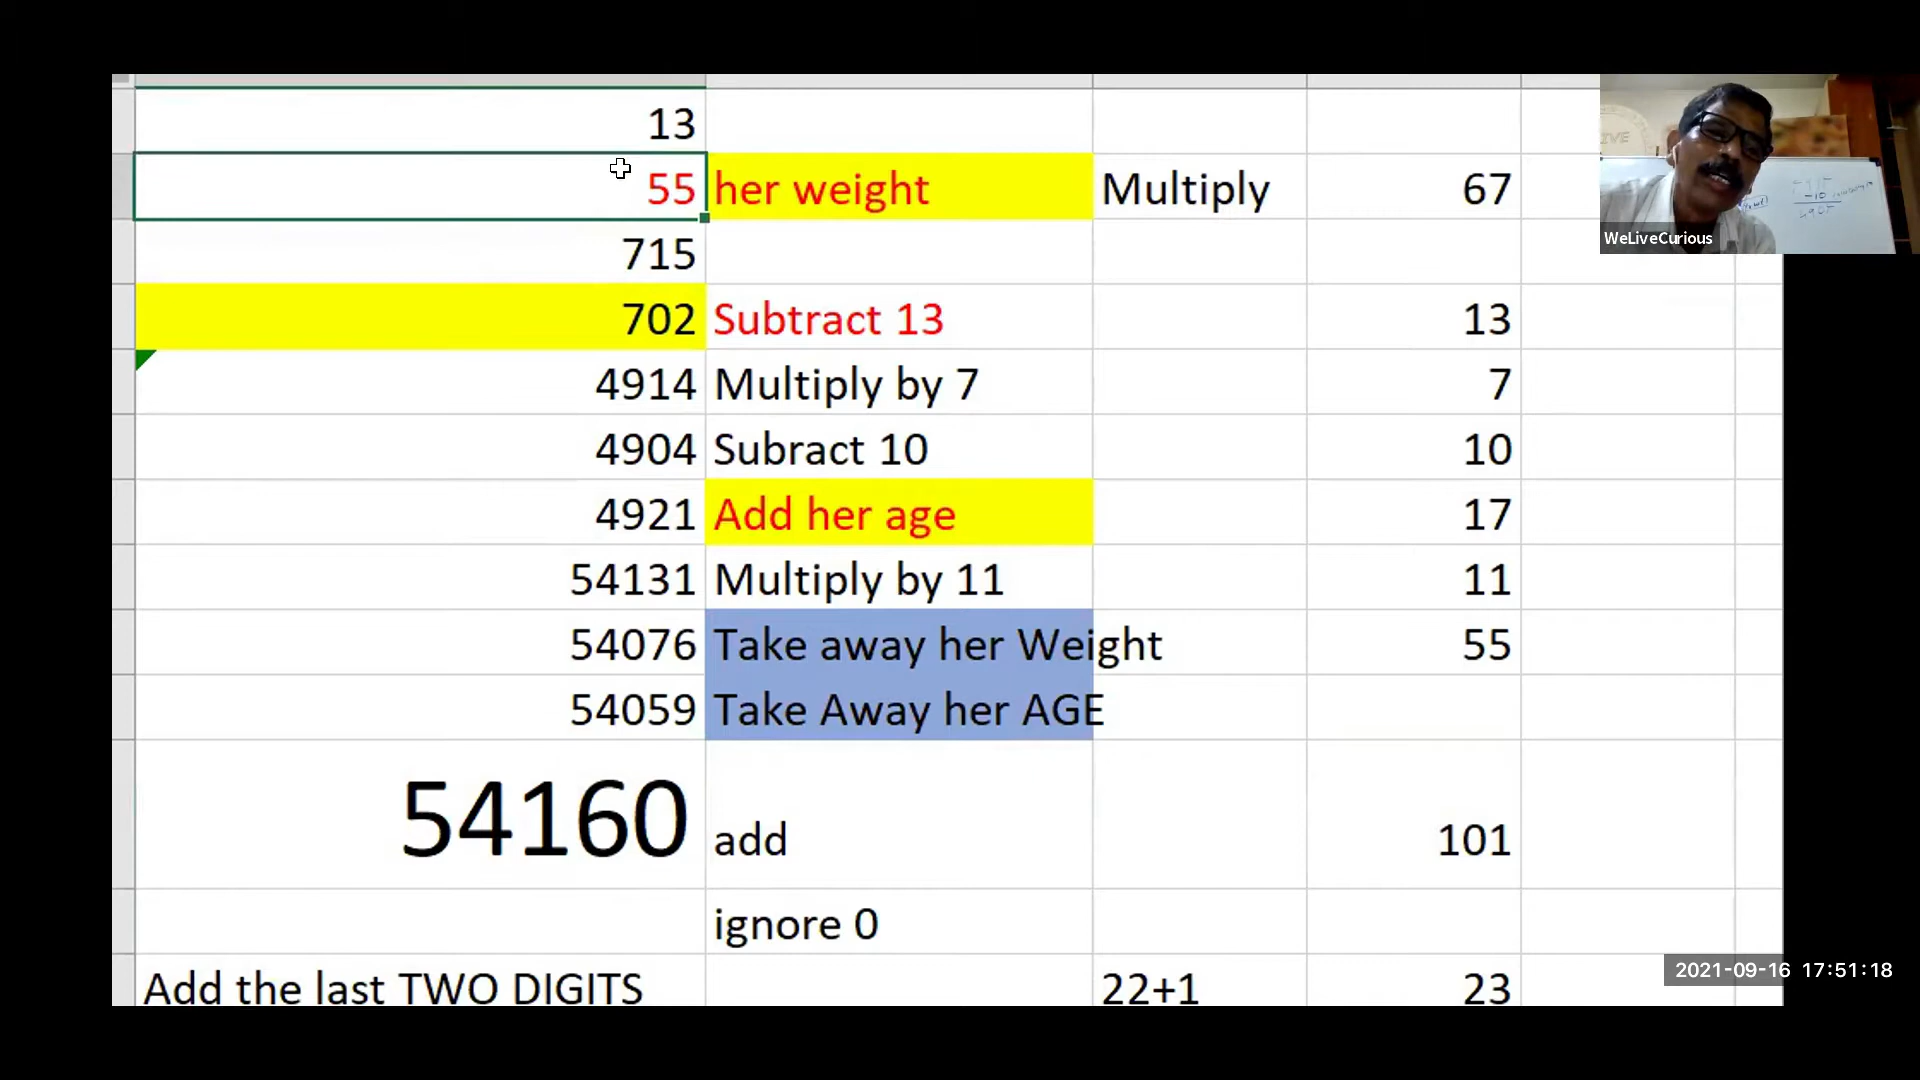 13
55 her weight Multiply 67
WeLiveCurious
715
702 Subtract 13 13
4914 Multiply by 7 7
4904 Subract 10 10
4921 Add her age 17
54131 Multiply by 11 11
54076 Take away her Weight 55
54059 Take Away her AGE
54160 add 101
ignore 0
2021-09-16 17:51:18
Add the last TWO DIGITS 22+1 23